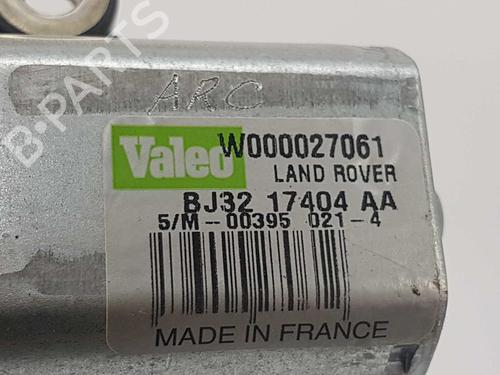 B-PARTS
ARC
Valeo W000027061
LAND ROVER
BJ32 17404 AA
5/M-00395 021-4
MADE IN FRANCE